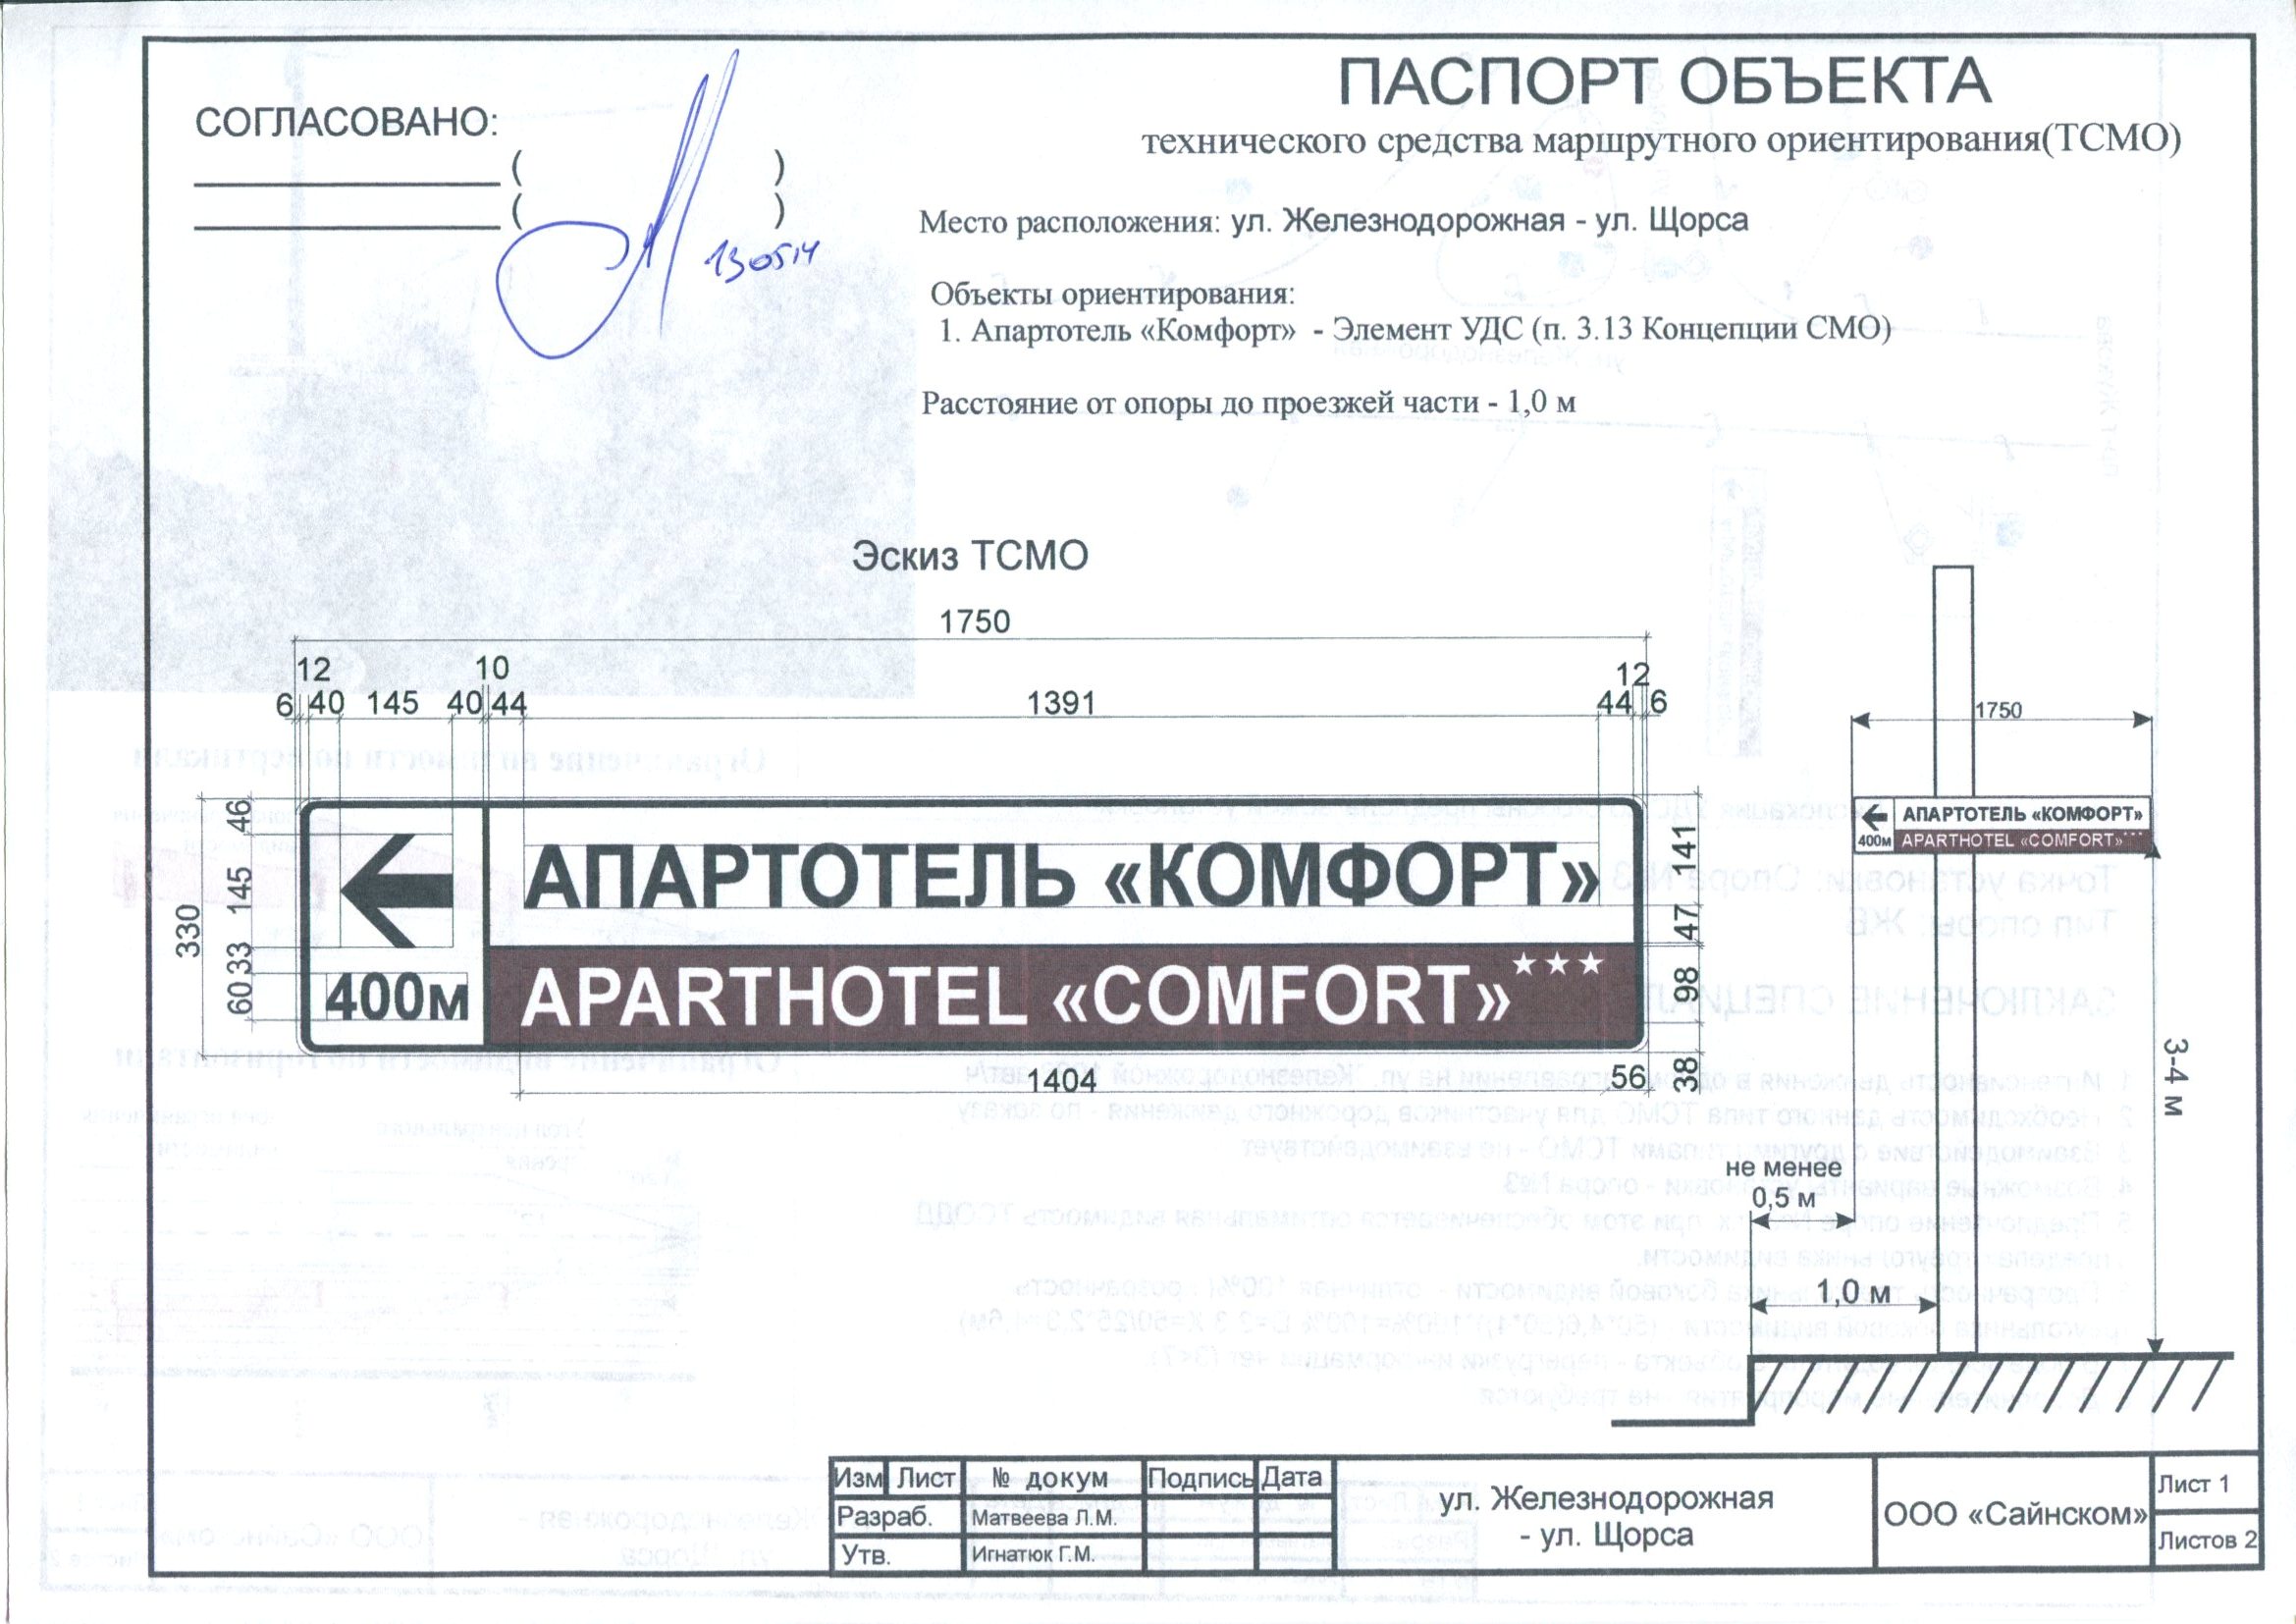 ПАСПОРТ ОБЪЕКТА
технического средства маршрутного ориентирования(ТСМО)
СОГЛАСОВАНО:
( )
( )
130514
Место расположения: ул. Железнодорожная - ул. Щорса
Объекты ориентирования:
1. Апартотель «Комфорт» - Элемент УДС (п. 3.13 Концепции СМО)
Расстояние от опоры до проезжей части - 1,0 м
Эскиз ТСМО
1750
12 10 12
6 40 145 40 44 1391 44 6
46
145
33
60
330
141
47
98
38
АПАРТОТЕЛЬ «КОМФОРТ»
400м
APARTHOTEL «COMFORT»***
1404 56
1750
АПАРТОТЕЛЬ «КОМФОРТ»
400м APARTHOTEL «COMFORT»***
3-4 м
не менее
0,5 м
1,0 м
Изм Лист № докум Подпись Дата
Разраб. Матвеева Л.М.
Утв. Игнатюк Г.М.
ул. Железнодорожная
- ул. Щорса
ООО «Сайнском»
Лист 1
Листов 2